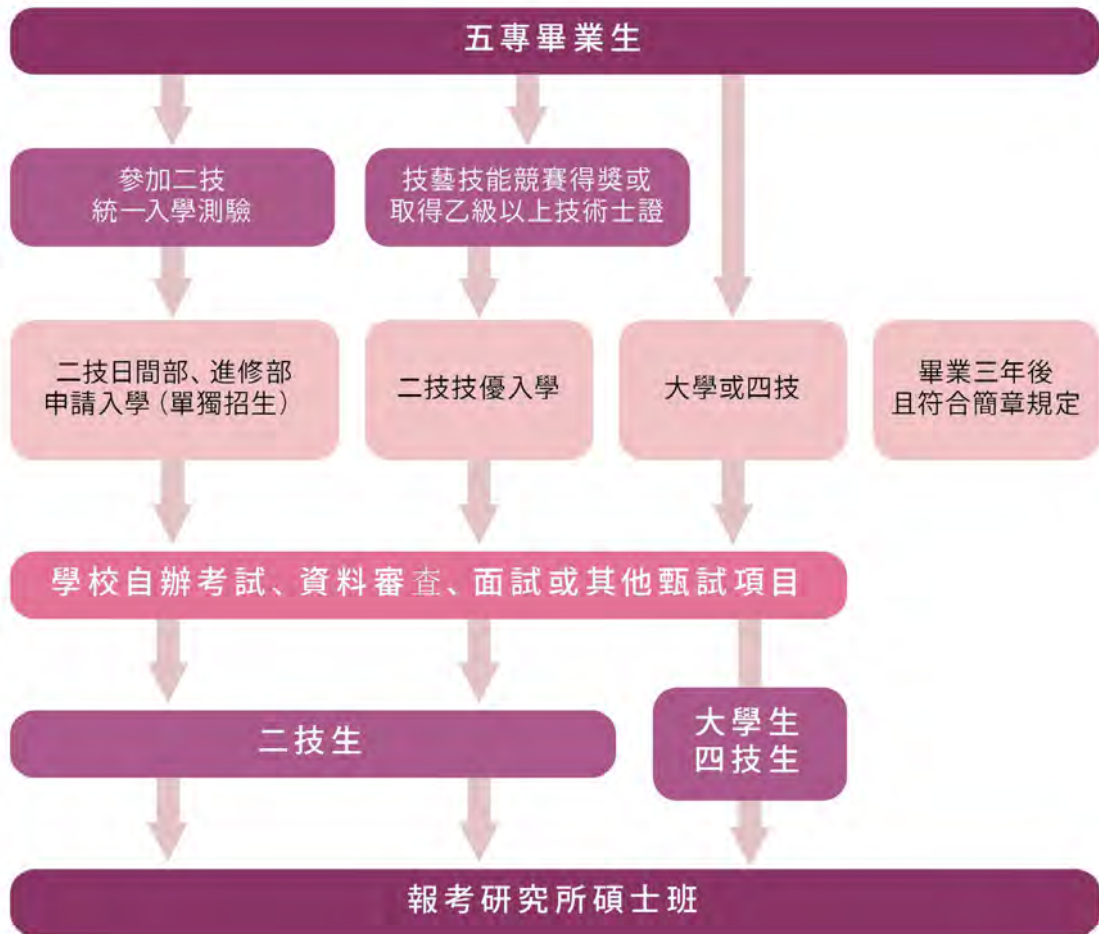 五專畢業生
參加二技
統一入學測驗
技藝技能競賽得獎或
取得乙級以上技術士證
二技日間部、進修部
申請入學（單獨招生）
二技技優入學
大學或四技
畢業三年後
且符合簡章規定
學校自辦考試、資料審查、面試或其他甄試項目
二技生
大學生
四技生
報考研究所碩士班